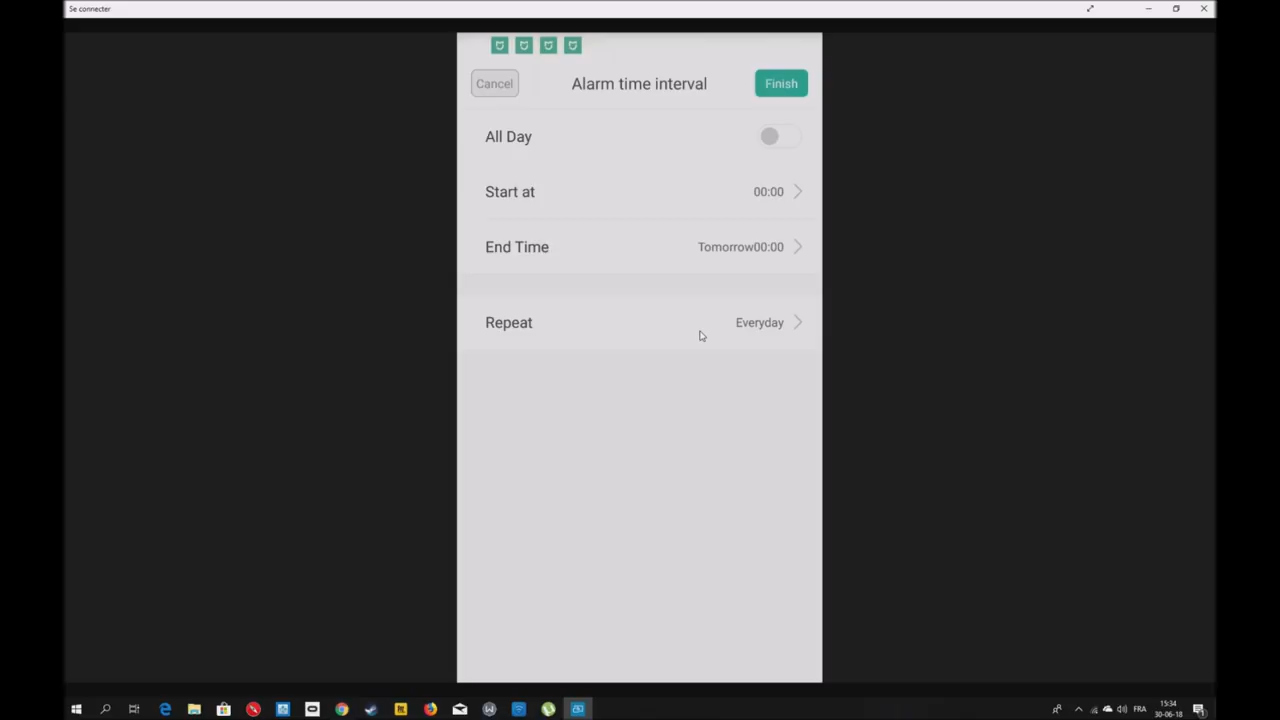 Se connecter
Cancel
Alarm time interval
Finish
All Day
Start at
00:00
End Time
Tomorrow00:00
Repeat
Everyday
FRA
15:34
30-06-18